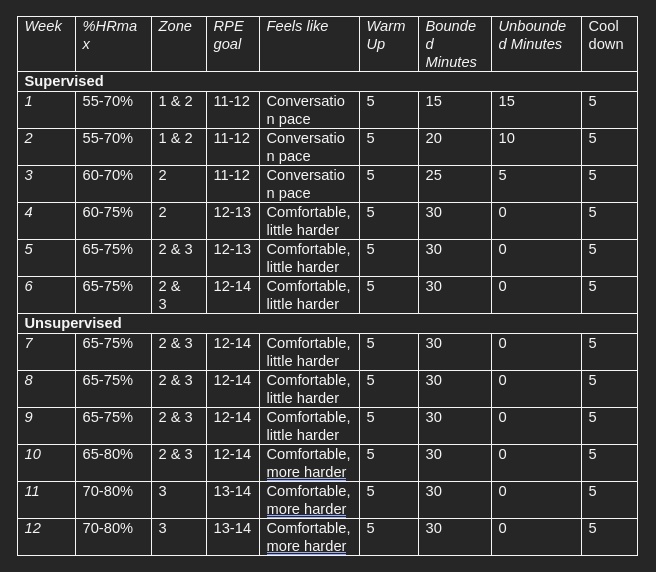 Week %HRmax Zone RPE goal Feels like Warm Up Bounded Minutes Unbounded Minutes Cool down
Supervised
1 55-70% 1 & 2 11-12 Conversation pace 5 15 15 5
2 55-70% 1 & 2 11-12 Conversation pace 5 20 10 5
3 60-70% 2 11-12 Conversation pace 5 25 5 5
4 60-75% 2 12-13 Comfortable, little harder 5 30 0 5
5 65-75% 2 & 3 12-13 Comfortable, little harder 5 30 0 5
6 65-75% 2 & 3 12-14 Comfortable, little harder 5 30 0 5
Unsupervised
7 65-75% 2 & 3 12-14 Comfortable, little harder 5 30 0 5
8 65-75% 2 & 3 12-14 Comfortable, little harder 5 30 0 5
9 65-75% 2 & 3 12-14 Comfortable, little harder 5 30 0 5
10 65-80% 2 & 3 12-14 Comfortable, more harder 5 30 0 5
11 70-80% 3 13-14 Comfortable, more harder 5 30 0 5
12 70-80% 3 13-14 Comfortable, more harder 5 30 0 5